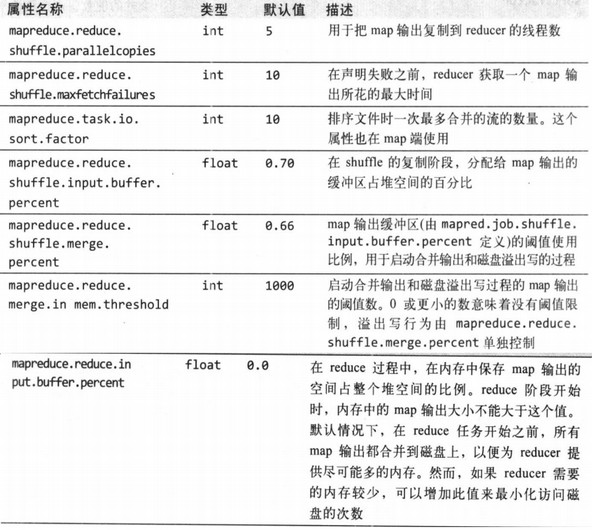 属性名称 类型 默认值 描述
mapreduce.reduce. int 5 用于把 map 输出复制到 reducer 的线程数
shuffle.parallelcopies
mapreduce.reduce. int 10 在声明失败之前，reducer 获取一个 map 输
shuffle.maxfetchfailures 出所花的最大时间
mapreduce.task.io. int 10 排序文件时一次最多合并的流的数量。这个
sort.factor 属性也在 map 端使用
mapreduce.reduce. float 0.70 在 shuffle 的复制阶段，分配给 map 输出的
shuffle.input.buffer. 缓冲区占堆空间的百分比
percent
mapreduce.reduce. float 0.66 map 输出缓冲区(由 mapred.job.shuffle.
shuffle.merge. input.buffer.percent 定义)的阈值使用
percent 比例，用于启动合并输出和磁盘溢出写的过程
mapreduce.reduce. int 1000 启动合并输出和磁盘溢出写过程的 map 输出
merge.in mem.threshold 的阈值数。0 或更小的数意味着没有阈值限
制，溢出写行为由 mapreduce.reduce.
shuffle.merge.percent 单独控制
mapreduce.reduce.in float 0.0 在 reduce 过程中，在内存中保存 map 输出的
put.buffer.percent 空间占整个堆空间的比例。reduce 阶段开始
时，内存中的 map 输出大小不能大于这个值。
默认情况下，在 reduce 任务开始之前，所有
map 输出都合并到磁盘上，以便为 reducer 提
供尽可能多的内存。然而，如果 reducer 需要
的内存较少，可以增加此值来最小化访问磁
盘的次数